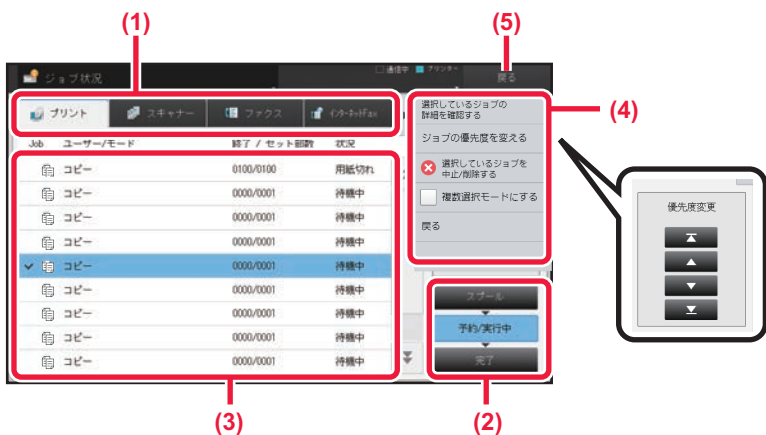 (1)
(5)
ジョブ状況
通信中
プリンター
戻る
プリント
スキャナー
ファクス
インターネットFax
(4)
選択しているジョブの
詳細を確認する
ジョブの優先度を変える
選択しているジョブを
中止/削除する
複数選択モードにする
戻る
Job ユーザー/モード 終了 / セット部数 状況
コピー 0100/0100 用紙切れ
コピー 0000/0001 待機中
コピー 0000/0001 待機中
コピー 0000/0001 待機中
コピー 0000/0001 待機中
コピー 0000/0001 待機中
コピー 0000/0001 待機中
コピー 0000/0001 待機中
コピー 0000/0001 待機中
優先度変更
スプール
予約/実行中
完了
(3)
(2)